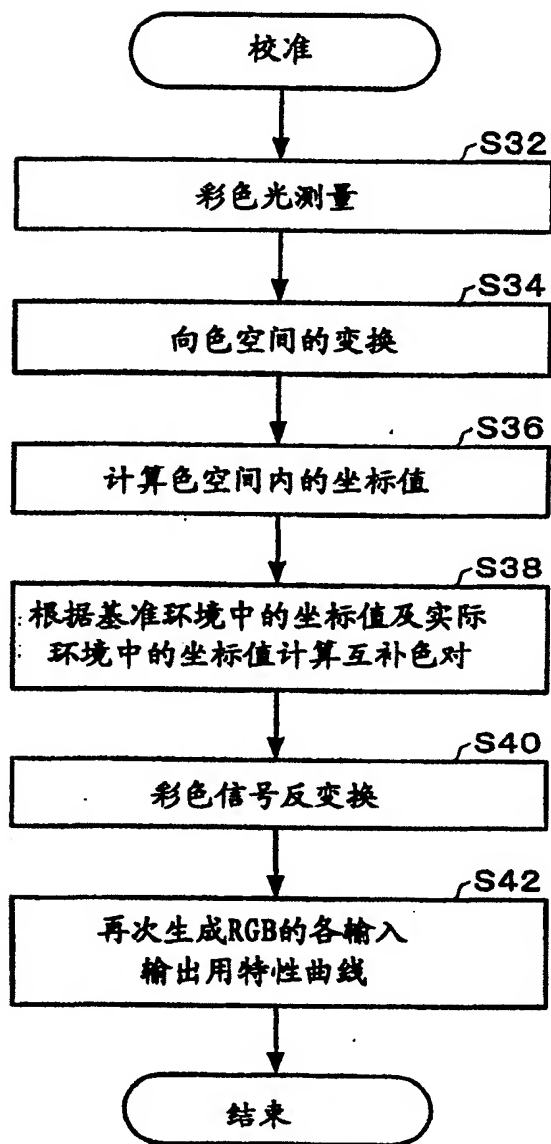 校准
S32
彩色光测量
S34
向色空间的变换
S36
计算色空间内的坐标值
S38
根据基准环境中的坐标值及实际
环境中的坐标值计算互补色对
S40
彩色信号反变换
S42
再次生成RGB的各输入
输出用特性曲线
结束